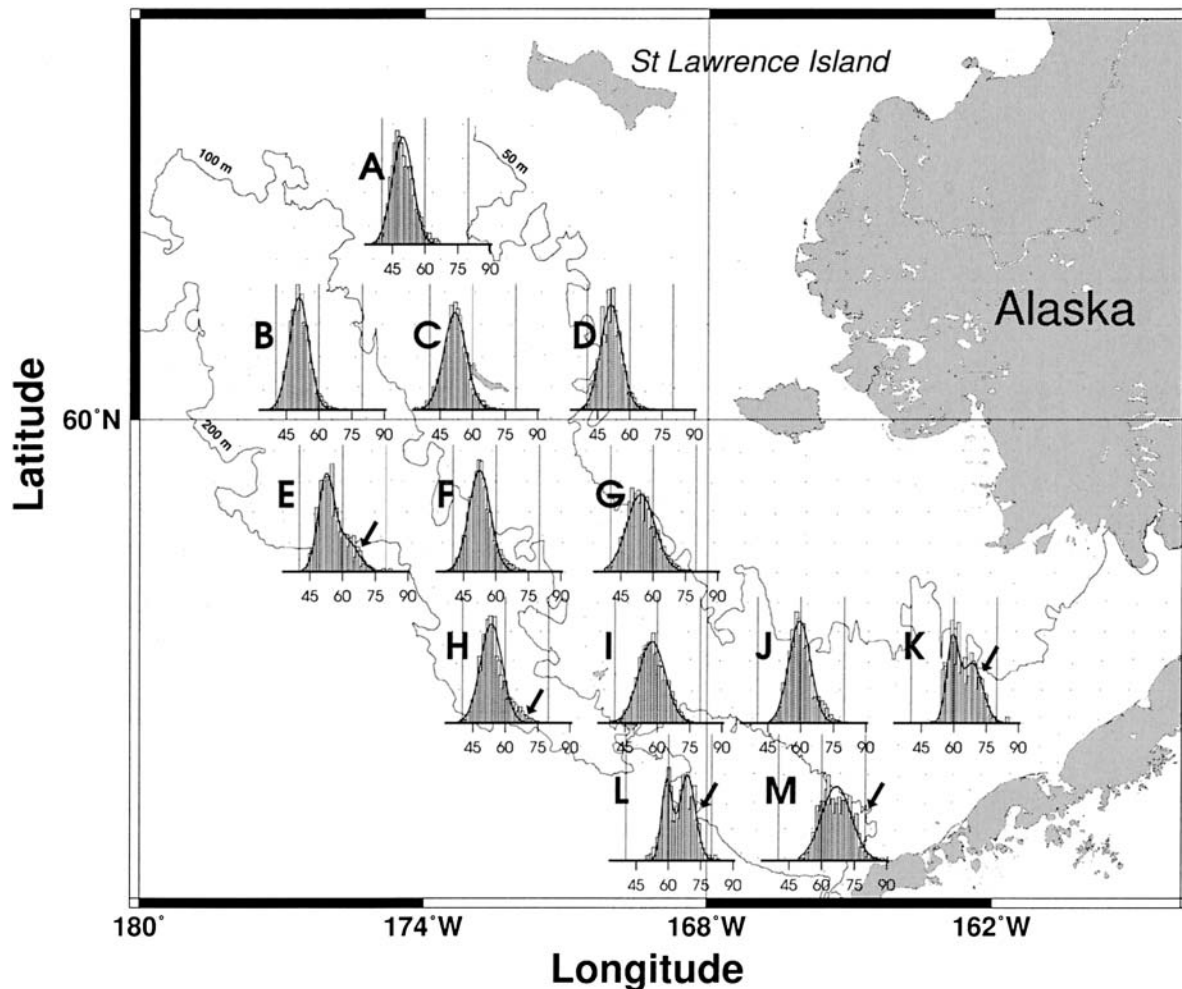 St Lawrence Island
100 m
50 m
A
45 60 75 90
Alaska
B
C
D
45 60 75 90
45 60 75 90
45 60 75 90
60°N
Latitude
200 m
E
F
G
45 60 75 90
45 60 75 90
45 60 75 90
H
I
J
K
45 60 75 90
45 60 75 90
45 60 75 90
45 60 75 90
L
M
45 60 75 90
45 60 75 90
180°
174°W
168°W
162°W
Longitude